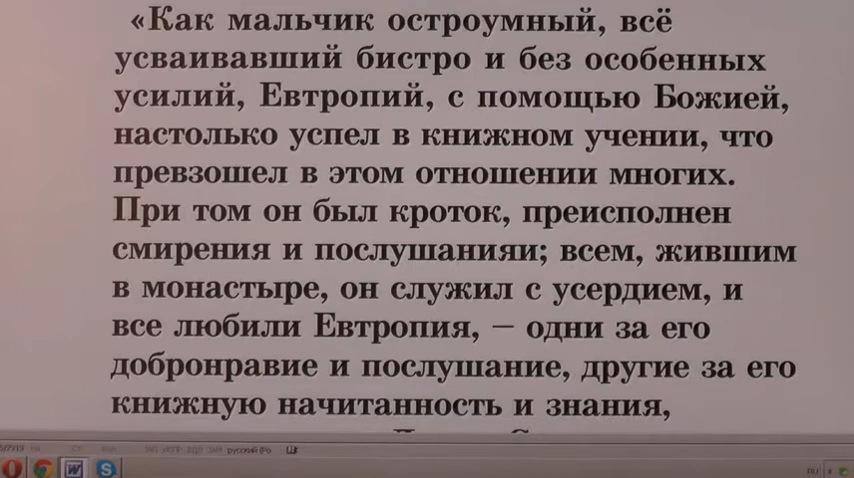 «Как мальчик остроумный, всё
усваивавший бистро и без особенных
усилий, Евтропий, с помощью Божией,
настолько успел в книжном учении, что
превзошел в этом отношении многих.
При том он был кроток, преисполнен
смирения и послушанияи; всем, жившим
в монастыре, он служил с усердием, и
все любили Евтропия, – одни за его
добронравие и послушание, другие за его
книжную начитанность и знания,
русский (Ро
RU